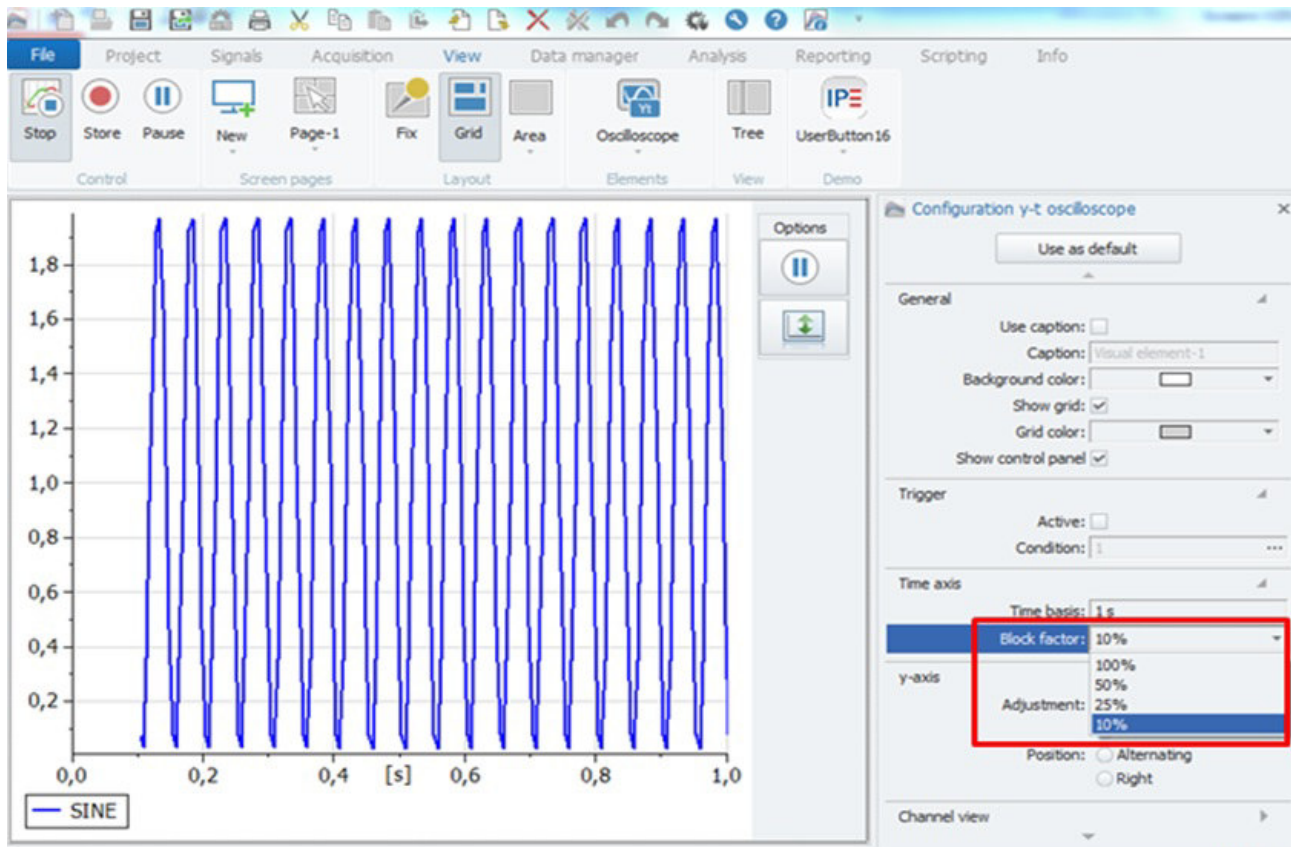 File Project Signals Acquisition View Data manager Analysis Reporting Scripting Info
Yt
IPE
Stop Store Pause New Page-1 Fix Grid Area Oscilloscope Tree UserButton16
Control Screen pages Layout Elements View Demo
1,8
1,6
1,4
1,2
1,0
0,8
0,6
0,4
0,2
0,0 0,2 0,4 [s] 0,6 0,8 1,0
SINE
Options
Configuration y-t oscilloscope
Use as default
General
Use caption:
Caption: Visual element-1
Background color:
Show grid:
Grid color:
Show control panel
Trigger
Active:
Condition: 1 ...
Time axis
Time basis: 1 s
Block factor: 10%
100%
y-axis
50%
Adjustment: 25%
10%
Position: Alternating
Right
Channel view